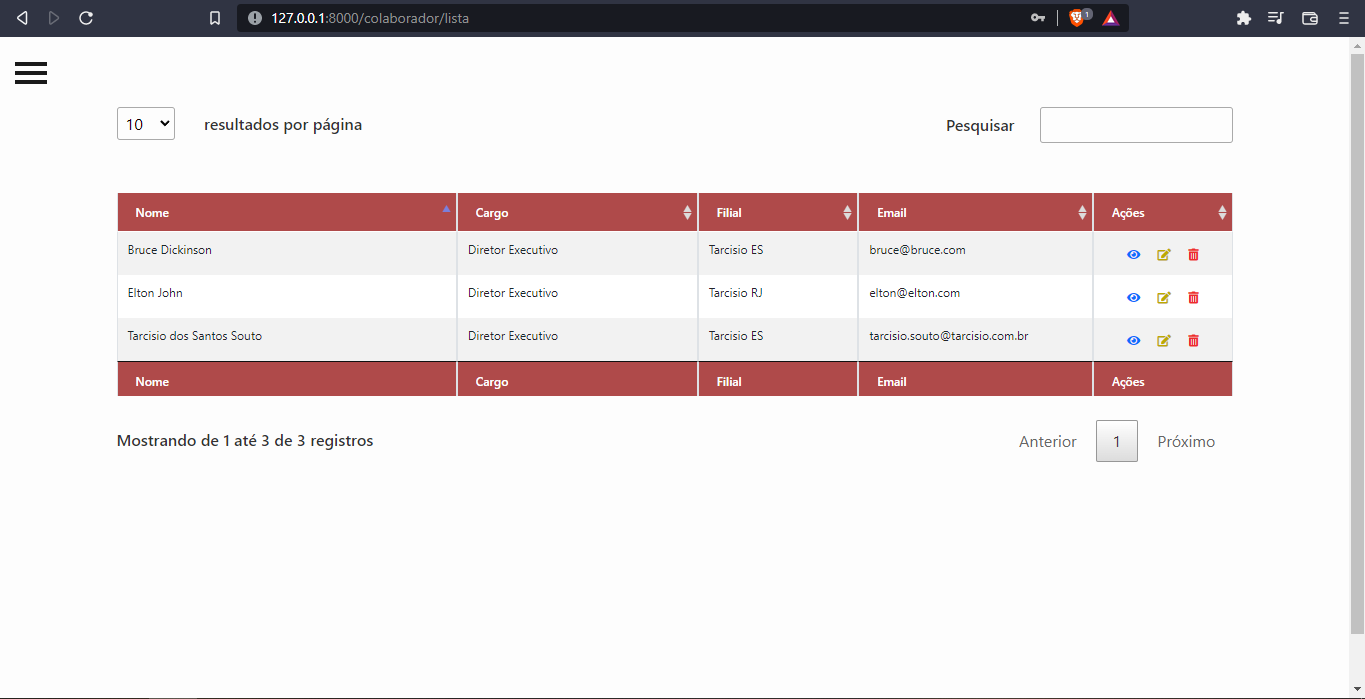 127.0.0.1:8000/colaborador/lista
1
10 resultados por página Pesquisar
Nome Cargo Filial Email Ações
Bruce Dickinson Diretor Executivo Tarcisio ES bruce@bruce.com
Elton John Diretor Executivo Tarcisio RJ elton@elton.com
Tarcisio dos Santos Souto Diretor Executivo Tarcisio ES tarcisio.souto@tarcisio.com.br
Nome Cargo Filial Email Ações
Mostrando de 1 até 3 de 3 registros Anterior 1 Próximo